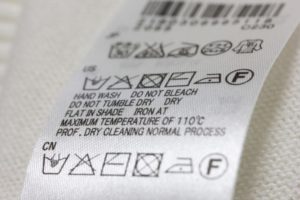 US
F
HAND WASH DO NOT BLEACH
DO NOT TUMBLE DRY DRY
FLAT IN SHADE IRON AT
MAXIMUM TEMPERATURE OF 110°C
PROF. DRY CLEANING NORMAL PROCESS
CN
F